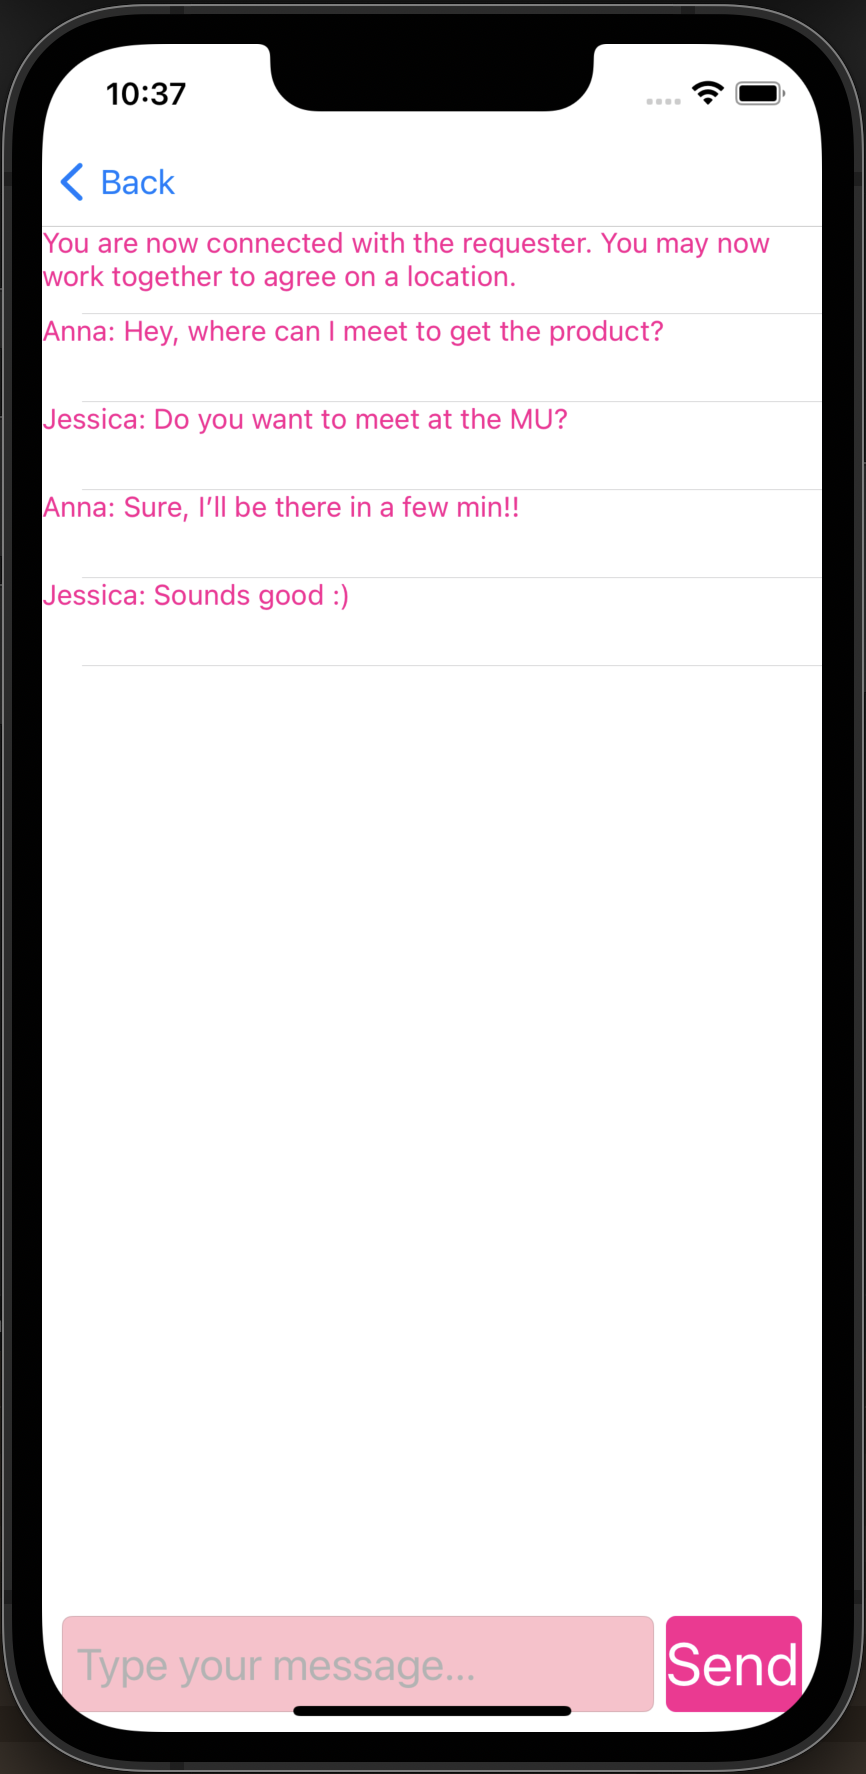 10:37
Back
You are now connected with the requester. You may now
work together to agree on a location.
Anna: Hey, where can I meet to get the product?
Jessica: Do you want to meet at the MU?
Anna: Sure, I’ll be there in a few min!!
Jessica: Sounds good :)
Type your message... Send